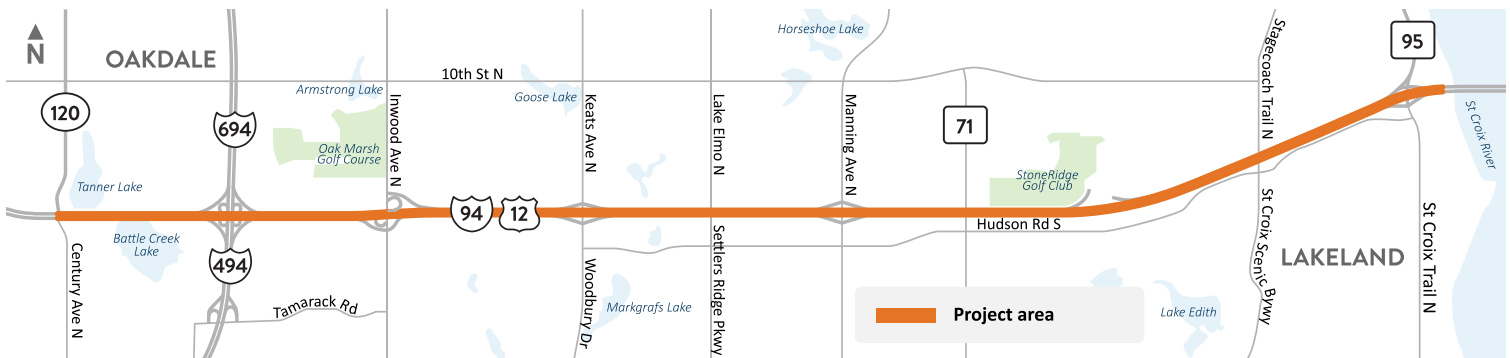 N
OAKDALE
Horseshoe Lake
95
10th St N
Armstrong Lake
Goose Lake
120
694
Oak Marsh
Golf Course
Inwood Ave N
Keats Ave N
Lake Elmo N
Manning Ave N
71
Stagecoach Trail N
St Croix River
Tanner Lake
StoneRidge
Golf Club
94
12
Hudson Rd S
Battle Creek
Lake
494
Century Ave N
Tamarack Rd
Woodbury Dr
Markgrafs Lake
Settlers Ridge Pkwy
St Croix Scenic Bywy
LAKELAND
St Croix Trail N
Lake Edith
Project area